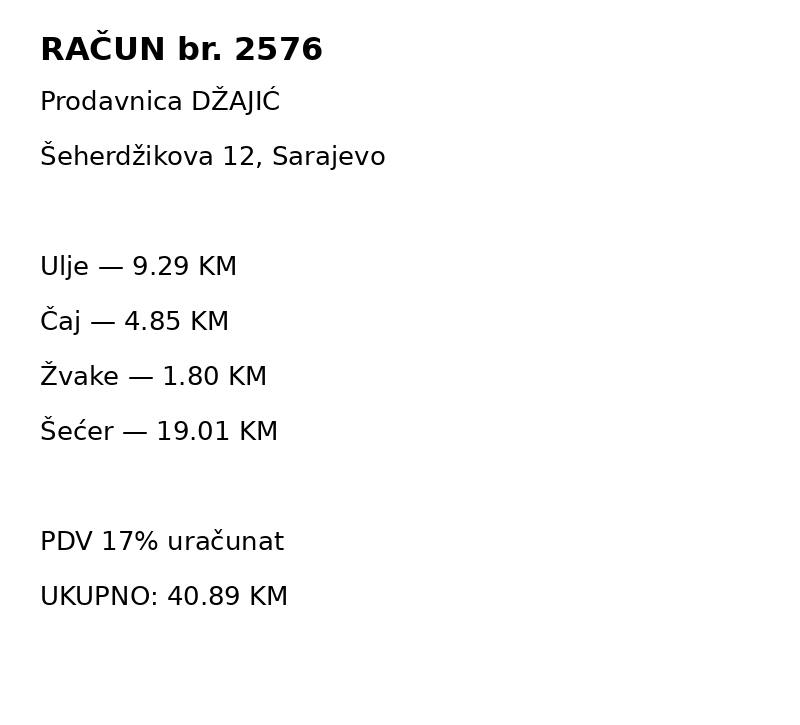 RAČUN br. 2576
Prodavnica DŽAJIĆ
Šeherdžikova 12, Sarajevo
Ulje — 9.29 KM
Čaj — 4.85 KM
Žvake — 1.80 KM
Šećer — 19.01 KM
PDV 17% uračunat
UKUPNO: 40.89 KM